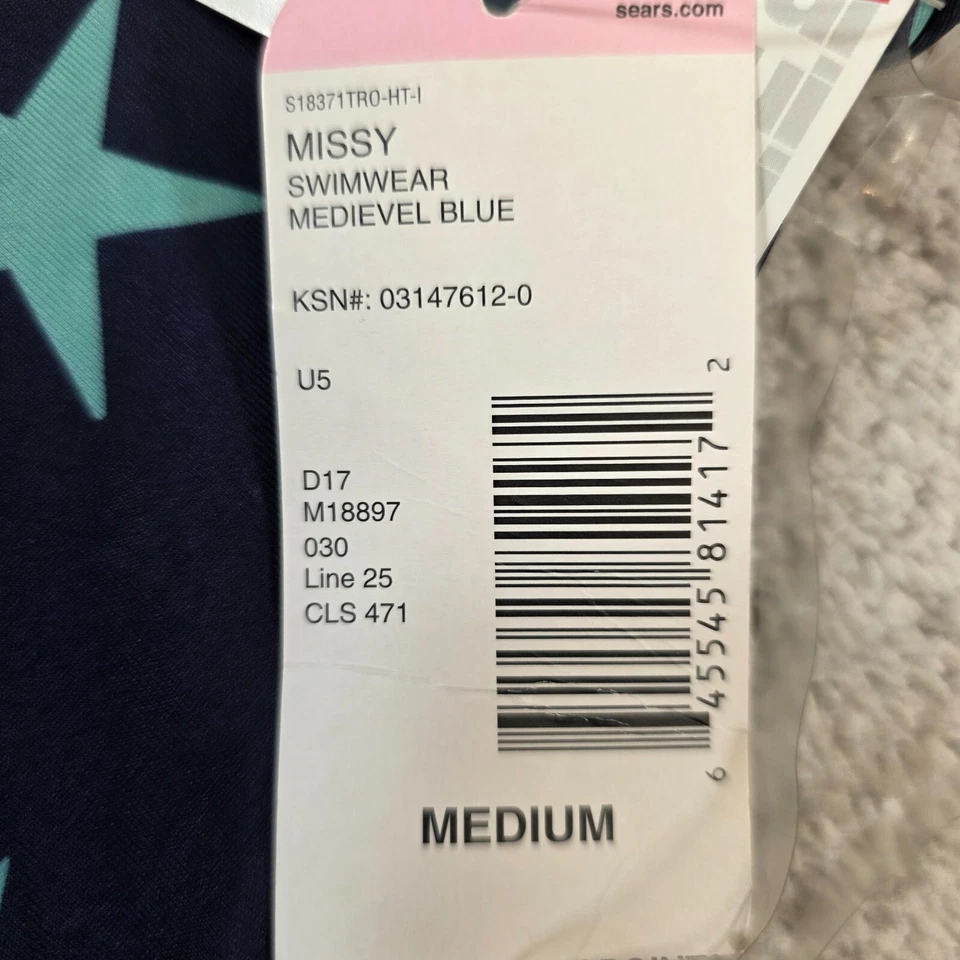 sears.com
S18371TRO-HT-I
MISSY
SWIMWEAR
MEDIEVEL BLUE
KSN#: 03147612-0
U5
D17
M18897
030
Line 25
CLS 471
6 45545 81417 2
MEDIUM